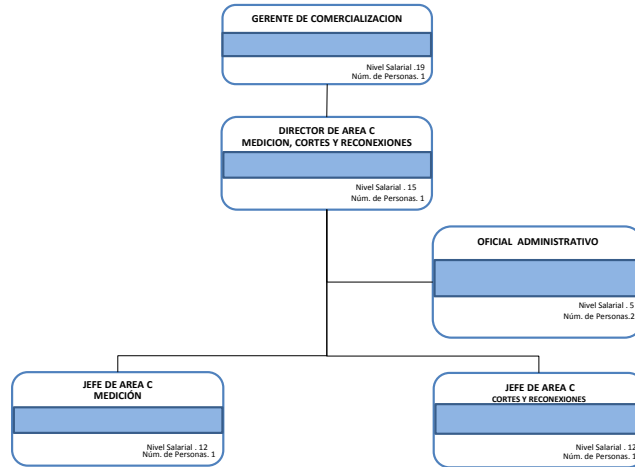 GERENTE DE COMERCIALIZACION
Nivel Salarial .19
Núm. de Personas. 1
DIRECTOR DE AREA C
MEDICION, CORTES Y RECONEXIONES
Nivel Salarial . 15
Núm. de Personas. 1
OFICIAL ADMINISTRATIVO
Nivel Salarial . 5
Núm. de Personas.2
JEFE DE AREA C
MEDICIÓN
Nivel Salarial . 12
Núm. de Personas. 1
JEFE DE AREA C
CORTES Y RECONEXIONES
Nivel Salarial . 12
Núm. de Personas. 1